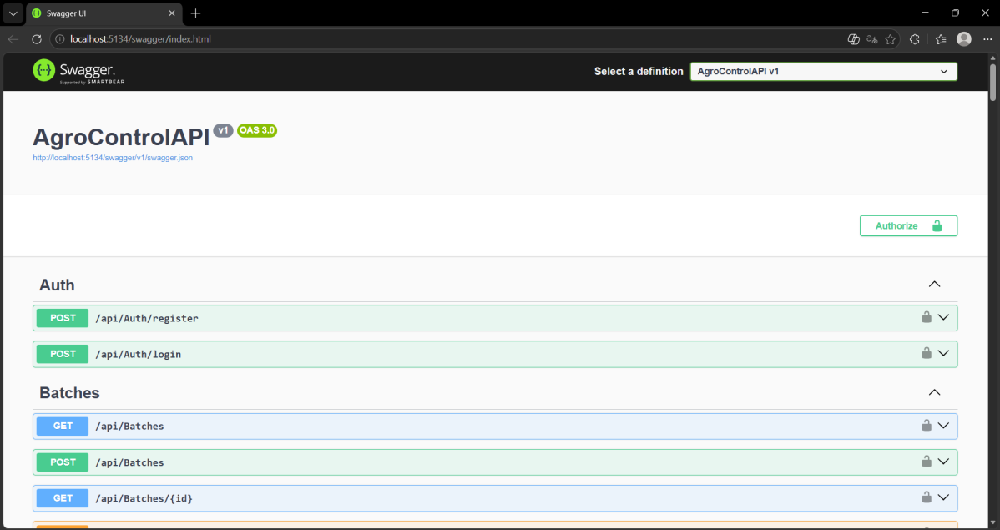 Swagger UI
localhost:5134/swagger/index.html
Swagger
Supported by SMARTBEAR
Select a definition
AgroControlAPI v1
AgroControlAPI v1 OAS 3.0
http://localhost:5134/swagger/v1/swagger.json
Authorize
Auth
POST /api/Auth/register
POST /api/Auth/login
Batches
GET /api/Batches
POST /api/Batches
GET /api/Batches/{id}